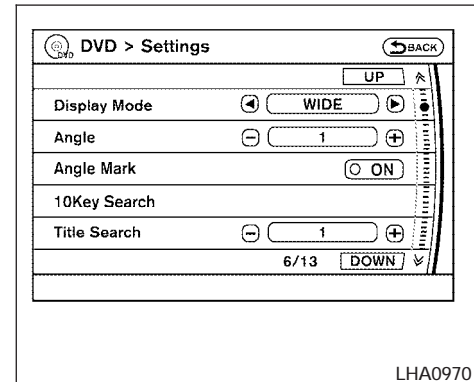 DVD DVD > Settings BACK
UP
Display Mode WIDE
Angle 1
Angle Mark ON
10Key Search
Title Search 1
6/13 DOWN
LHA0970